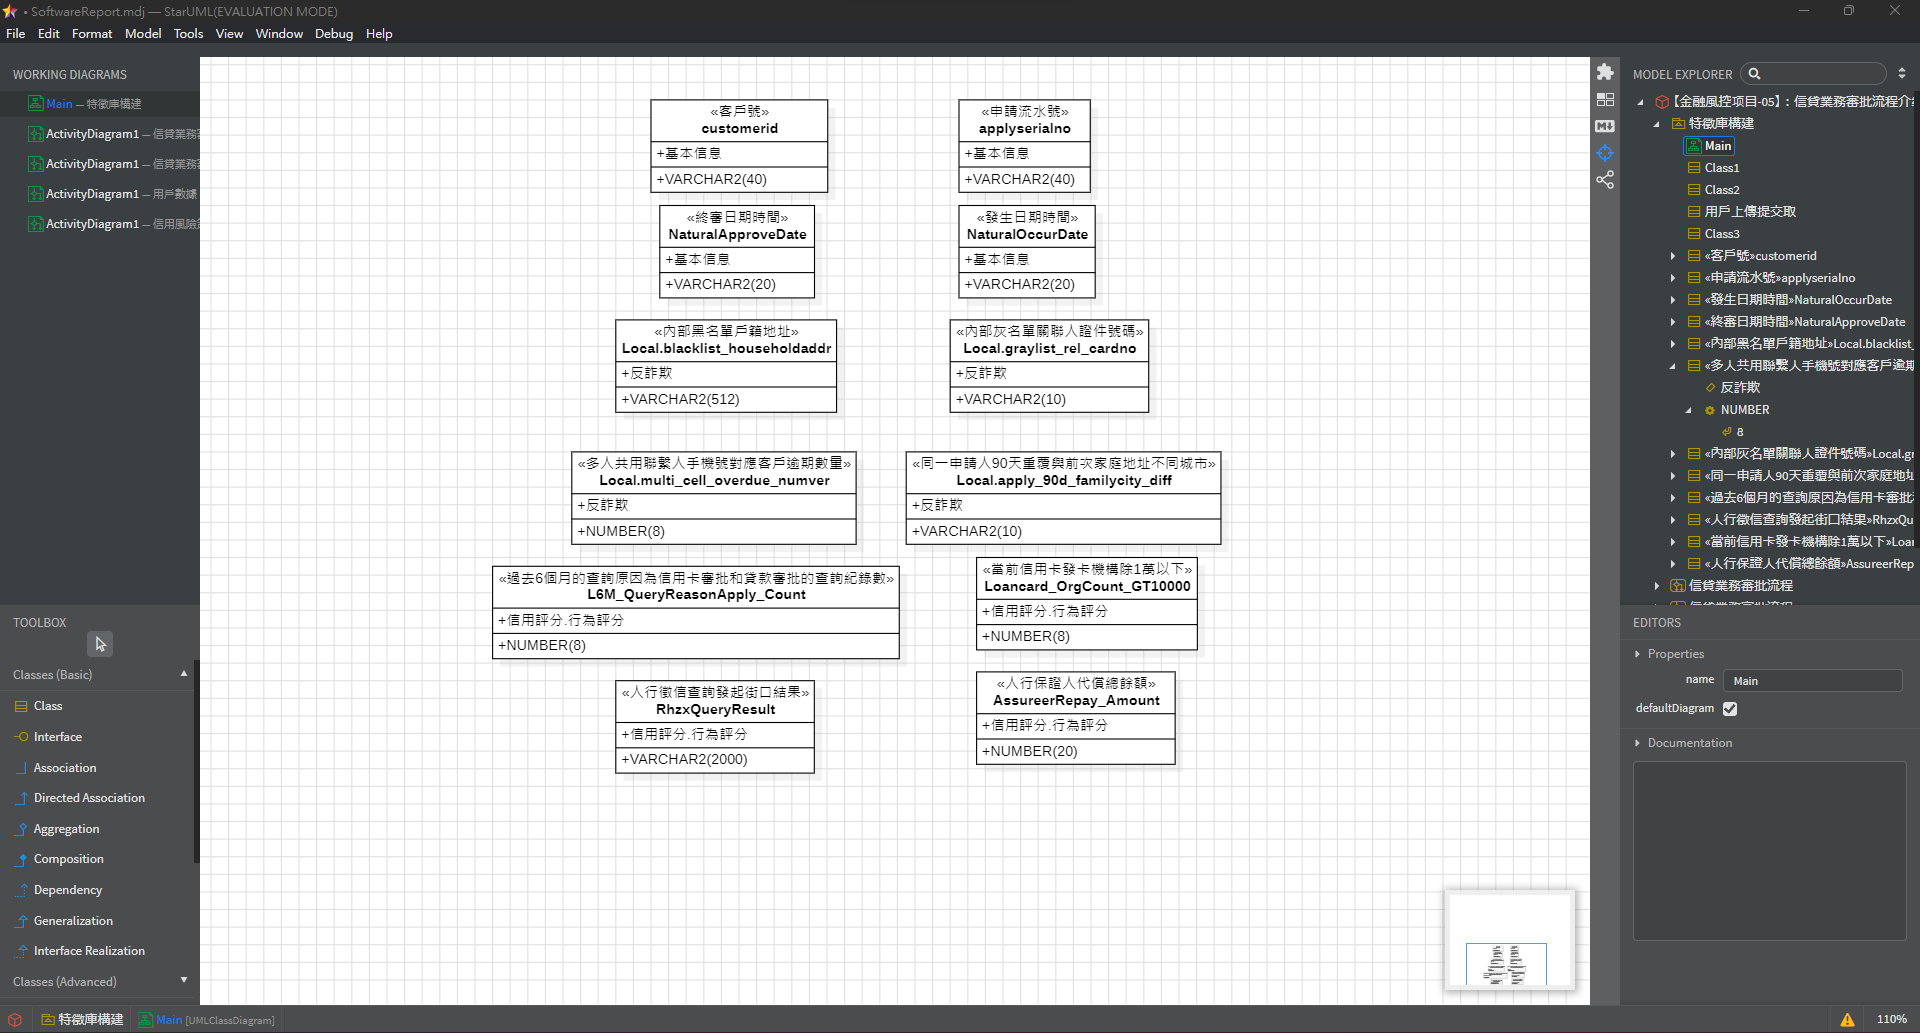 • SoftwareReport.mdj — StarUML(EVALUATION MODE)
File Edit Format Model Tools View Window Debug Help
WORKING DIAGRAMS
Main — 特徵庫構建
ActivityDiagram1 — 信貸業務
ActivityDiagram1 — 信貸業務
ActivityDiagram1 — 用戶數據
ActivityDiagram1 — 信用風險
TOOLBOX
Classes (Basic)
Class
Interface
Association
Directed Association
Aggregation
Composition
Dependency
Generalization
Interface Realization
Classes (Advanced)
«客戶號»
customerid
+基本信息
+VARCHAR2(40)
«申請流水號»
applyserialno
+基本信息
+VARCHAR2(40)
«終審日期時間»
NaturalApproveDate
+基本信息
+VARCHAR2(20)
«發生日期時間»
NaturalOccurDate
+基本信息
+VARCHAR2(20)
«內部黑名單戶籍地址»
Local.blacklist_householdaddr
+反詐欺
+VARCHAR2(512)
«內部灰名單關聯人證件號碼»
Local.graylist_rel_cardno
+反詐欺
+VARCHAR2(10)
«多人共用聯繫人手機號對應客戶逾期數量»
Local.multi_cell_overdue_numver
+反詐欺
+NUMBER(8)
«同一申請人90天重覆與前次家庭地址不同城市»
Local.apply_90d_familycity_diff
+反詐欺
+VARCHAR2(10)
«過去6個月的查詢原因為信用卡審批和貸款審批的查詢紀錄數»
L6M_QueryReasonApply_Count
+信用評分.行為評分
+NUMBER(8)
«當前信用卡發卡機構除1萬以下»
Loancard_OrgCount_GT10000
+信用評分.行為評分
+NUMBER(8)
«人行徵信查詢發起街口結果»
RhzxQueryResult
+信用評分.行為評分
+VARCHAR2(2000)
«人行保證人代償總餘額»
AssureerRepay_Amount
+信用評分.行為評分
+NUMBER(20)
MODEL EXPLORER
【金融風控項目-05】: 信貸業務審批流程介紹
特徵庫構建
Main
Class1
Class2
用戶上傳提交取
Class3
«客戶號»customerid
«申請流水號»applyserialno
«發生日期時間»NaturalOccurDate
«終審日期時間»NaturalApproveDate
«內部黑名單戶籍地址»Local.blacklist_
«多人共用聯繫人手機號對應客戶逾期
反詐欺
NUMBER
8
«內部灰名單關聯人證件號碼»Local.gr
«同一申請人90天重覆與前次家庭地址
«過去6個月的查詢原因為信用卡審批
«人行徵信查詢發起街口結果»RhzxQu
«當前信用卡發卡機構除1萬以下»Loan
«人行保證人代償總餘額»AssureerRep
信貸業務審批流程
EDITORS
Properties
name Main
defaultDiagram
Documentation
特徵庫構建 Main [UMLClassDiagram]
110%